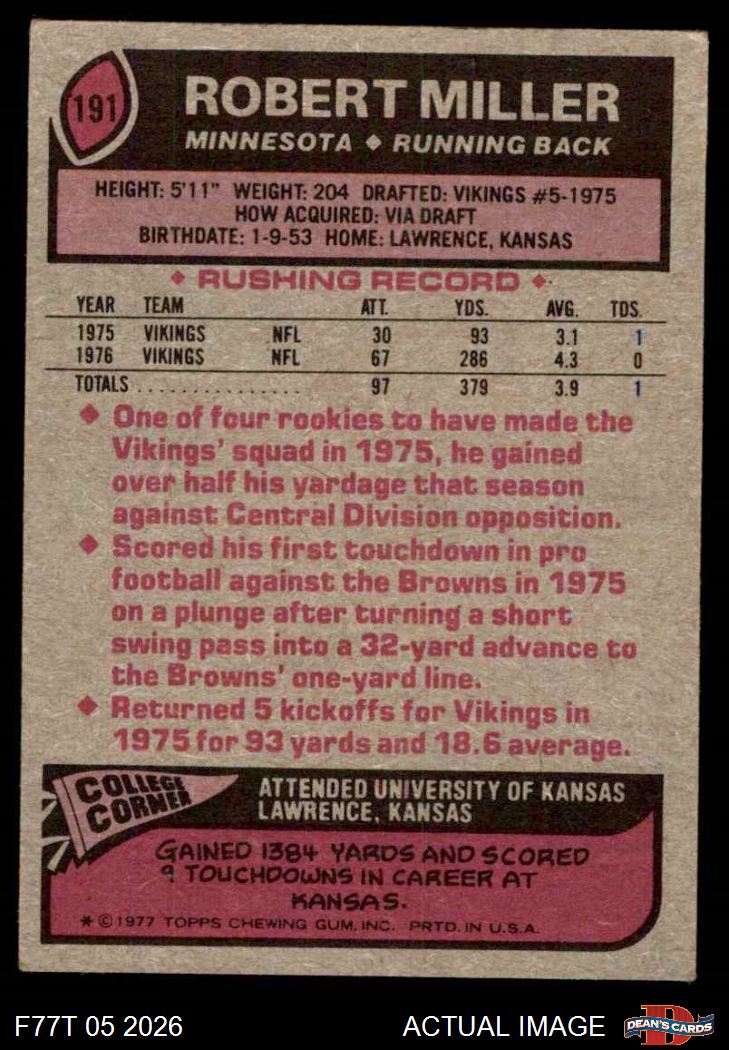 191
ROBERT MILLER
MINNESOTA ◆ RUNNING BACK
HEIGHT: 5'11" WEIGHT: 204 DRAFTED: VIKINGS #5-1975
HOW ACQUIRED: VIA DRAFT
BIRTHDATE: 1-9-53 HOME: LAWRENCE, KANSAS
◆ RUSHING RECORD ◆
YEAR TEAM ATT. YDS. AVG. TDS.
1975 VIKINGS NFL 30 93 3.1 1
1976 VIKINGS NFL 67 286 4.3 0
TOTALS . . . . . . . . . . . . . . . . 97 379 3.9 1
◆ One of four rookies to have made the
Vikings' squad in 1975, he gained
over half his yardage that season
against Central Division opposition.
◆ Scored his first touchdown in pro
football against the Browns in 1975
on a plunge after turning a short
swing pass into a 32-yard advance to
the Browns' one-yard line.
◆ Returned 5 kickoffs for Vikings in
1975 for 93 yards and 18.6 average.
COLLEGE
CORNER
ATTENDED UNIVERSITY OF KANSAS
LAWRENCE, KANSAS
GAINED 1384 YARDS AND SCORED
9 TOUCHDOWNS IN CAREER AT
KANSAS.
* © 1977 TOPPS CHEWING GUM, INC. PRTD. IN U.S.A.
F77T 05 2026
ACTUAL IMAGE
D
DEAN'S CARDS